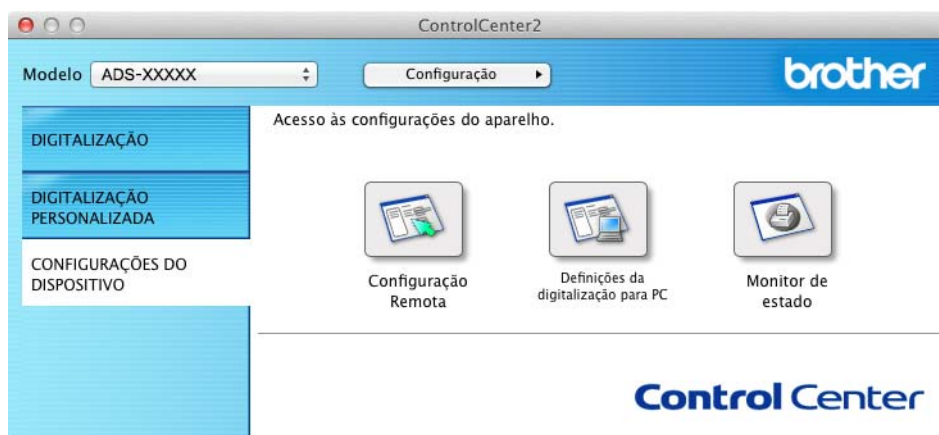 ControlCenter2
Modelo ADS-XXXXX Configuração brother
DIGITALIZAÇÃO
DIGITALIZAÇÃO
PERSONALIZADA
CONFIGURAÇÕES DO
DISPOSITIVO
Acesso às configurações do aparelho.
Configuração
Remota
Definições da
digitalização para PC
Monitor de
estado
Control Center